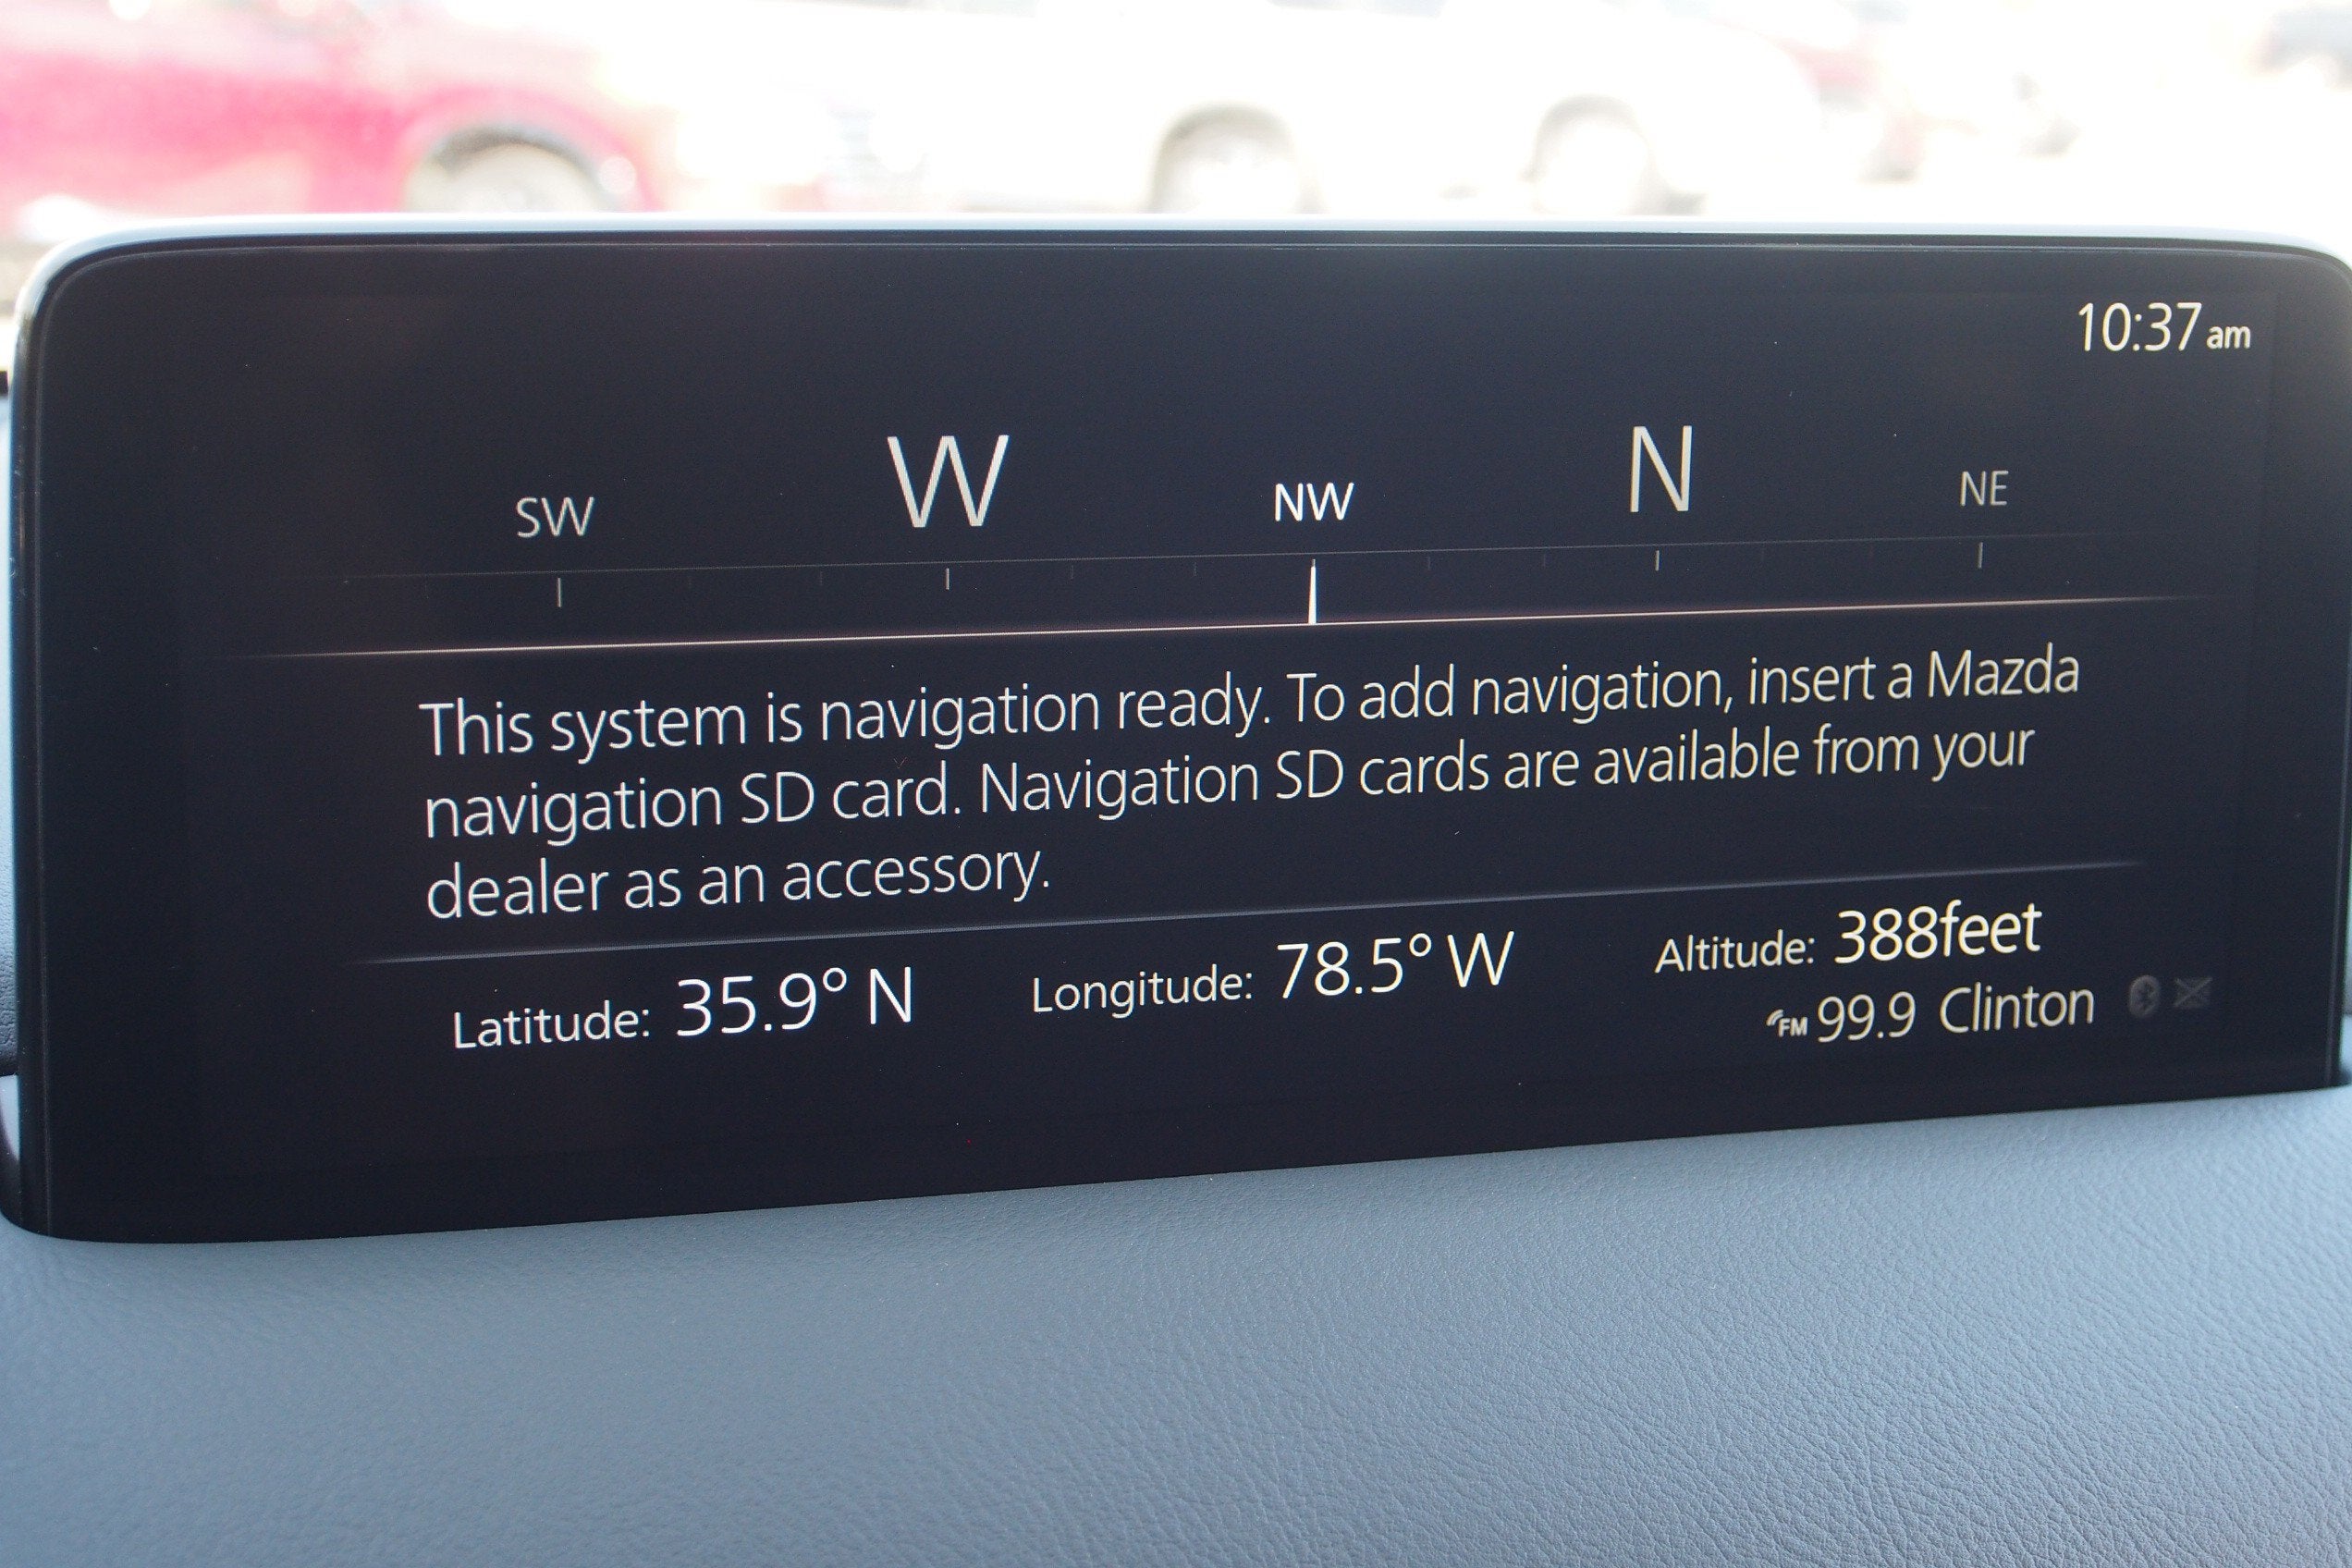 10:37 am
SW W NW N NE
This system is navigation ready. To add navigation, insert a Mazda
navigation SD card. Navigation SD cards are available from your
dealer as an accessory.
Latitude: 35.9° N Longitude: 78.5° W Altitude: 388feet
FM 99.9 Clinton